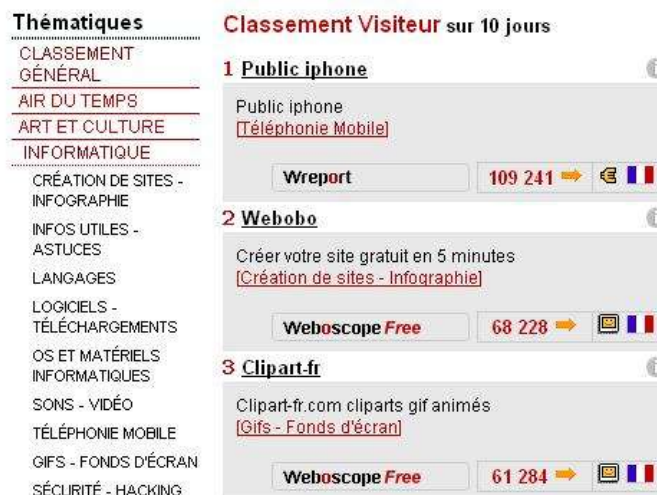 Thématiques
CLASSEMENT
GÉNÉRAL
AIR DU TEMPS
ART ET CULTURE
INFORMATIQUE
CRÉATION DE SITES -
INFOGRAPHIE
INFOS UTILES -
ASTUCES
LANGAGES
LOGICIELS -
TÉLÉCHARGEMENTS
OS ET MATÉRIELS
INFORMATIQUES
SONS - VIDÉO
TÉLÉPHONIE MOBILE
GIFS - FONDS D'ÉCRAN
SÉCURITÉ - HACKING
Classement Visiteur sur 10 jours
1 Public iphone
Public iphone
[Téléphonie Mobile]
Wreport 109 241
2 Webobo
Créer votre site gratuit en 5 minutes
[Création de sites - Infographie]
Weboscope Free 68 228
3 Clipart-fr
Clipart-fr.com cliparts gif animés
[Gifs - Fonds d'écran]
Weboscope Free 61 284